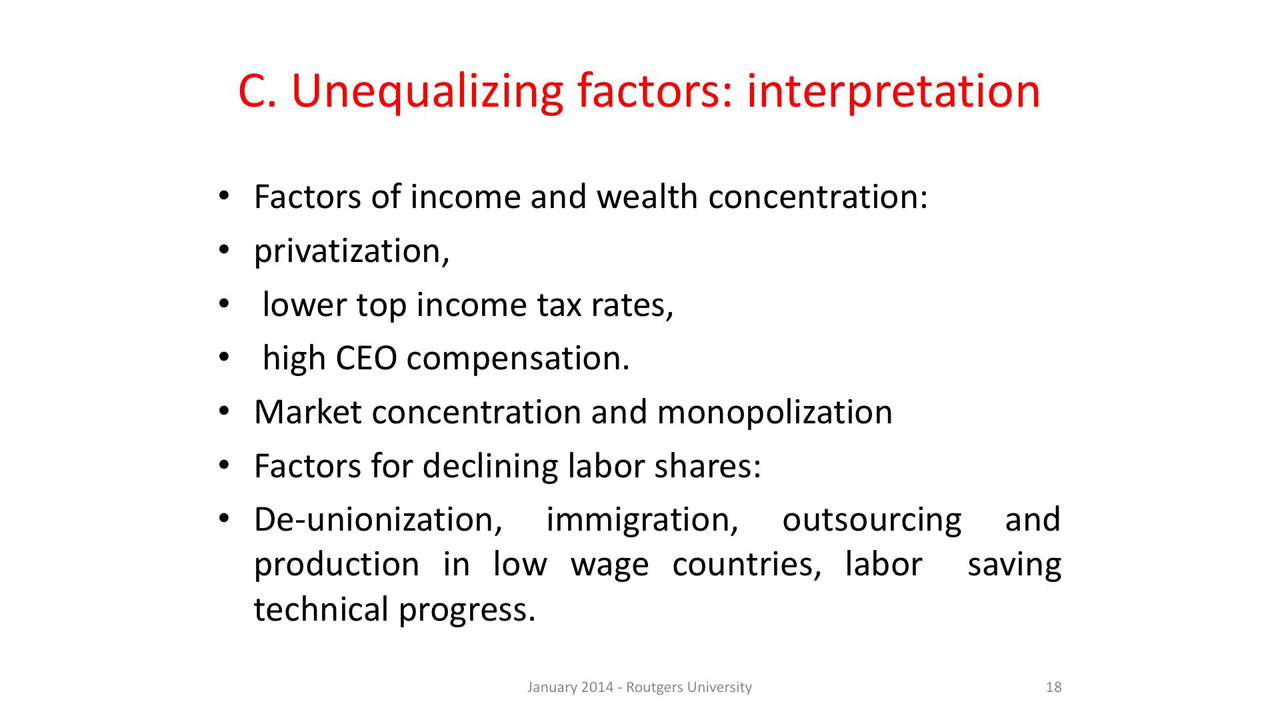 C. Unequalizing factors: interpretation
• Factors of income and wealth concentration:
• privatization,
• lower top income tax rates,
• high CEO compensation.
• Market concentration and monopolization
• Factors for declining labor shares:
• De-unionization, immigration, outsourcing and
production in low wage countries, labor saving
technical progress.
January 2014 - Routgers University 18